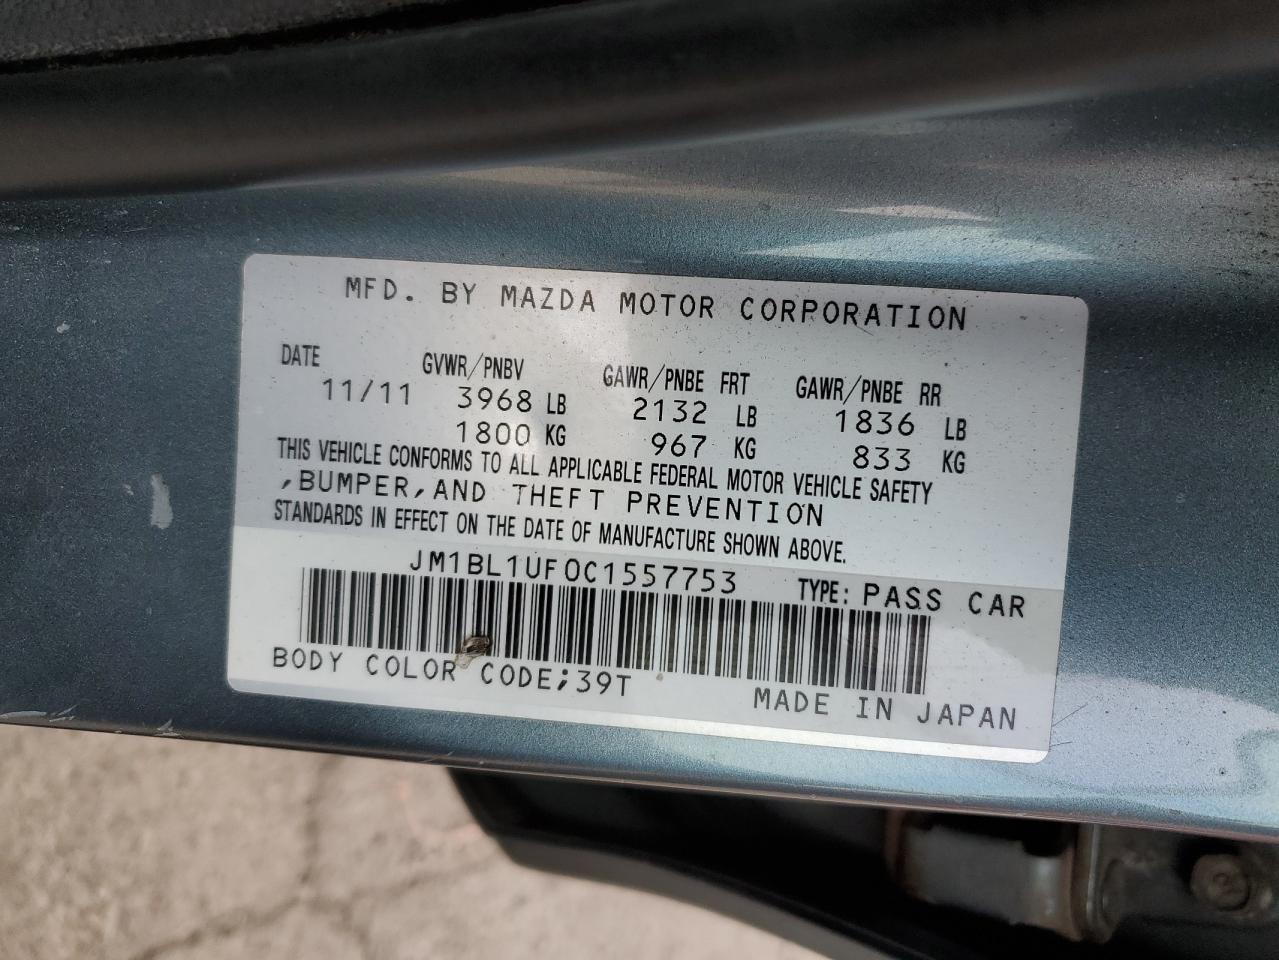 MFD. BY MAZDA MOTOR CORPORATION
DATE GVWR/PNBV GAWR/PNBE FRT GAWR/PNBE RR
11/11 3968 LB 2132 LB 1836 LB
1800 KG 967 KG 833 KG
THIS VEHICLE CONFORMS TO ALL APPLICABLE FEDERAL MOTOR VEHICLE SAFETY
,BUMPER,AND THEFT PREVENTION
STANDARDS IN EFFECT ON THE DATE OF MANUFACTURE SHOWN ABOVE.
JM1BL1UF0C1557753 TYPE: PASS CAR
BODY COLOR CODE;39T
MADE IN JAPAN